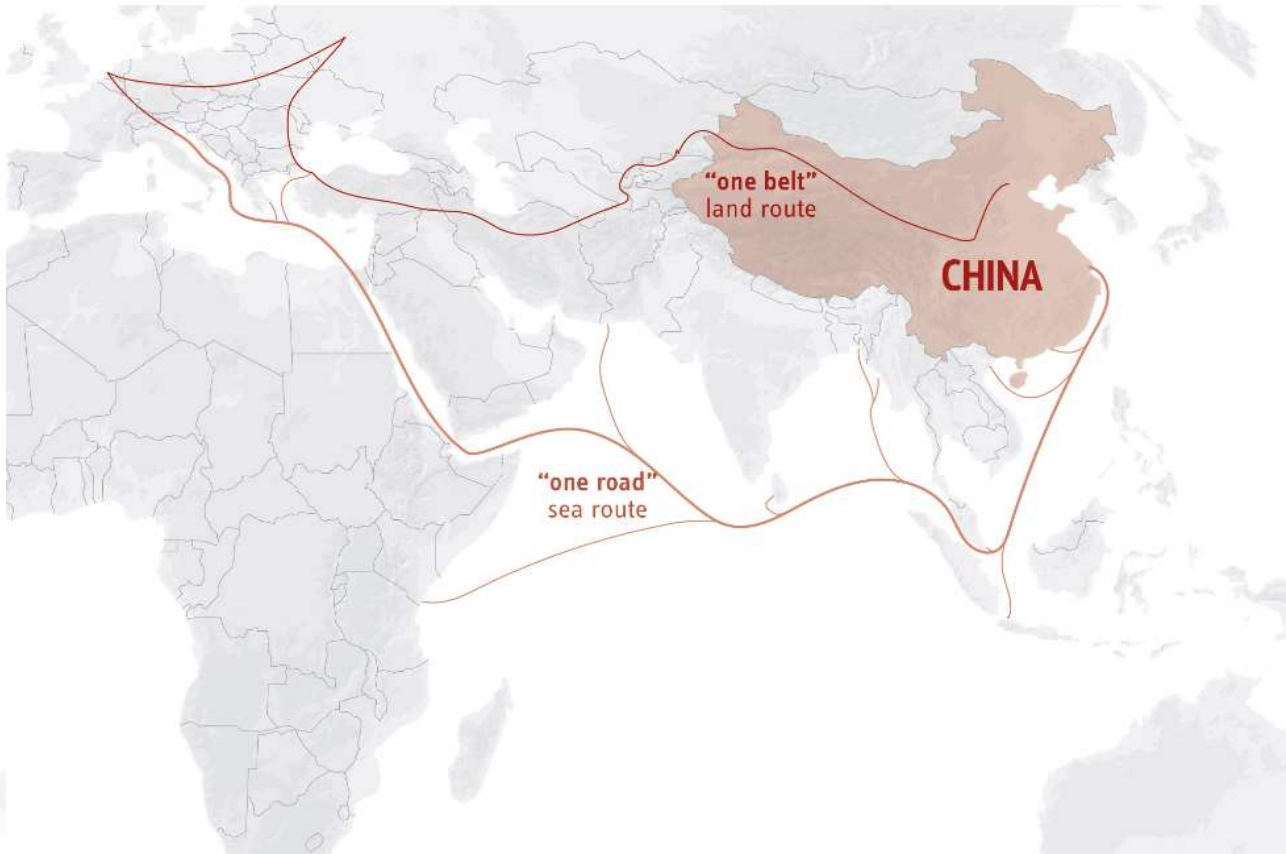 “one belt”
land route
CHINA
“one road”
sea route